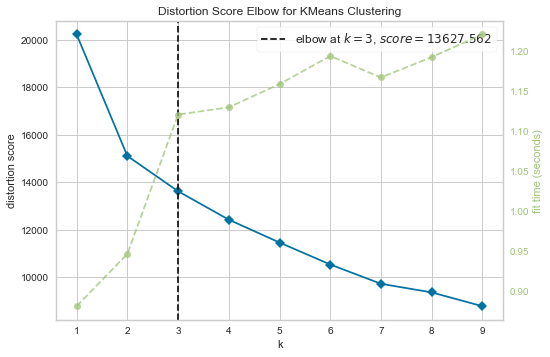 Distortion Score Elbow for KMeans Clustering
elbow at k = 3, score = 13627.562
distortion score
20000
18000
16000
14000
12000
10000
1 2 3 4 5 6 7 8 9
k
1.20
1.15
1.10
1.05
1.00
0.95
0.90
fit time (seconds)